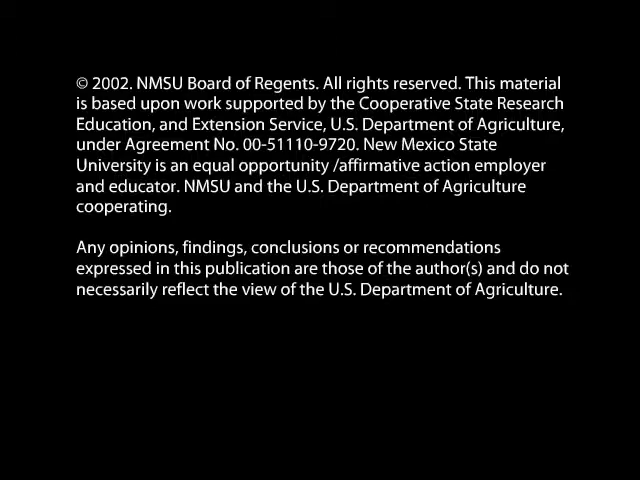 © 2002. NMSU Board of Regents. All rights reserved. This material
is based upon work supported by the Cooperative State Research
Education, and Extension Service, U.S. Department of Agriculture,
under Agreement No. 00-51110-9720. New Mexico State
University is an equal opportunity /affirmative action employer
and educator. NMSU and the U.S. Department of Agriculture
cooperating.
Any opinions, findings, conclusions or recommendations
expressed in this publication are those of the author(s) and do not
necessarily reflect the view of the U.S. Department of Agriculture.